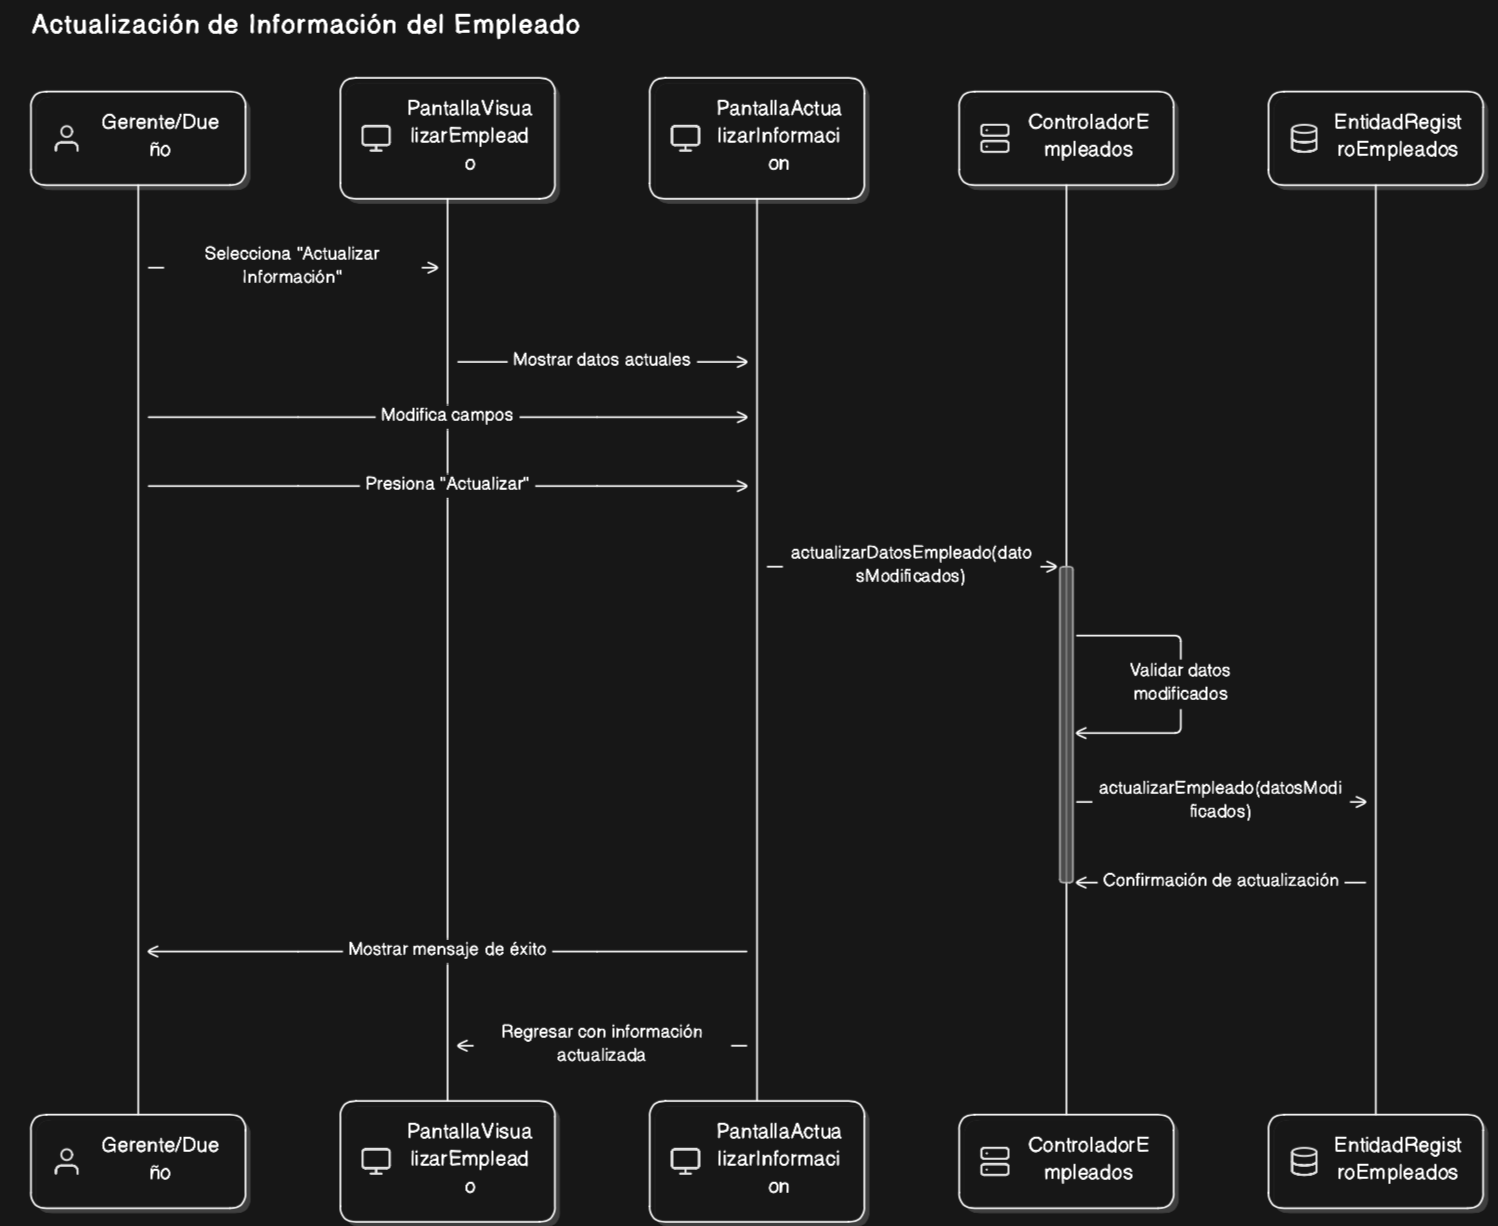 Actualización de Información del Empleado
Gerente/Due
ño
PantallaVisua
lizarEmplead
o
PantallaActua
lizarInformaci
on
ControladorE
mpleados
EntidadRegist
roEmpleados
Selecciona "Actualizar
Información"
Mostrar datos actuales
Modifica campos
Presiona "Actualizar"
actualizarDatosEmpleado(dato
sModificados)
Validar datos
modificados
actualizarEmpleado(datosModi
ficados)
Confirmación de actualización
Mostrar mensaje de éxito
Regresar con información
actualizada
Gerente/Due
ño
PantallaVisua
lizarEmplead
o
PantallaActua
lizarInformaci
on
ControladorE
mpleados
EntidadRegist
roEmpleados